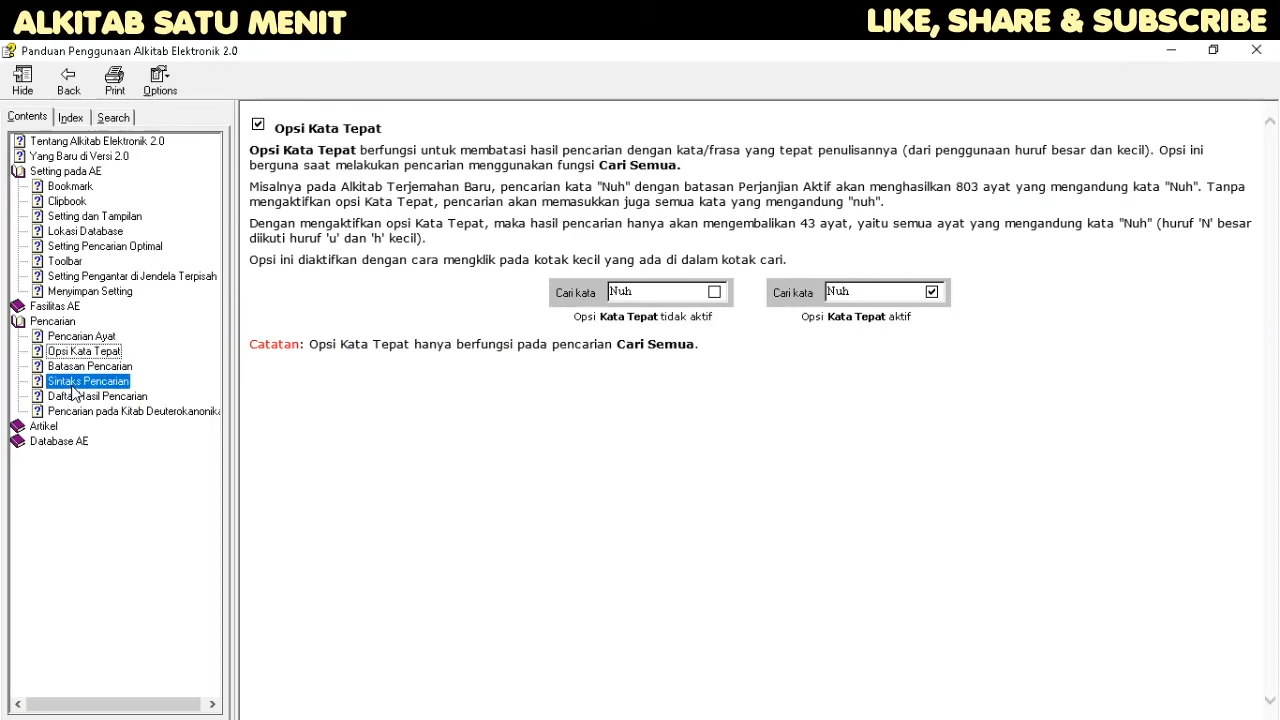 ALKITAB SATU MENIT
LIKE, SHARE & SUBSCRIBE
Panduan Penggunaan Alkitab Elektronik 2.0
Hide
Back
Print
Options
Contents
Index
Search
Tentang Alkitab Elektronik 2.0
Yang Baru di Versi 2.0
Setting pada AE
Bookmark
Clipbook
Setting dan Tampilan
Lokasi Database
Setting Pencarian Optimal
Toolbar
Setting Pengantar di Jendela Terpisah
Menyimpan Setting
Fasilitas AE
Pencarian
Pencarian Ayat
Opsi Kata Tepat
Batasan Pencarian
Sintaks Pencarian
Daftar Hasil Pencarian
Pencarian pada Kitab Deuterokanonika
Artikel
Database AE
Opsi Kata Tepat
Opsi Kata Tepat berfungsi untuk membatasi hasil pencarian dengan kata/frasa yang tepat penulisannya (dari penggunaan huruf besar dan kecil). Opsi ini
berguna saat melakukan pencarian menggunakan fungsi Cari Semua.
Misalnya pada Alkitab Terjemahan Baru, pencarian kata "Nuh" dengan batasan Perjanjian Aktif akan menghasilkan 803 ayat yang mengandung kata "Nuh". Tanpa
mengaktifkan opsi Kata Tepat, pencarian akan memasukkan juga semua kata yang mengandung "nuh".
Dengan mengaktifkan opsi Kata Tepat, maka hasil pencarian hanya akan mengembalikan 43 ayat, yaitu semua ayat yang mengandung kata "Nuh" (huruf 'N' besar
diikuti huruf 'u' dan 'h' kecil).
Opsi ini diaktifkan dengan cara mengklik pada kotak kecil yang ada di dalam kotak cari.
Cari kata Nuh
Cari kata Nuh
Opsi Kata Tepat tidak aktif
Opsi Kata Tepat aktif
Catatan: Opsi Kata Tepat hanya berfungsi pada pencarian Cari Semua.